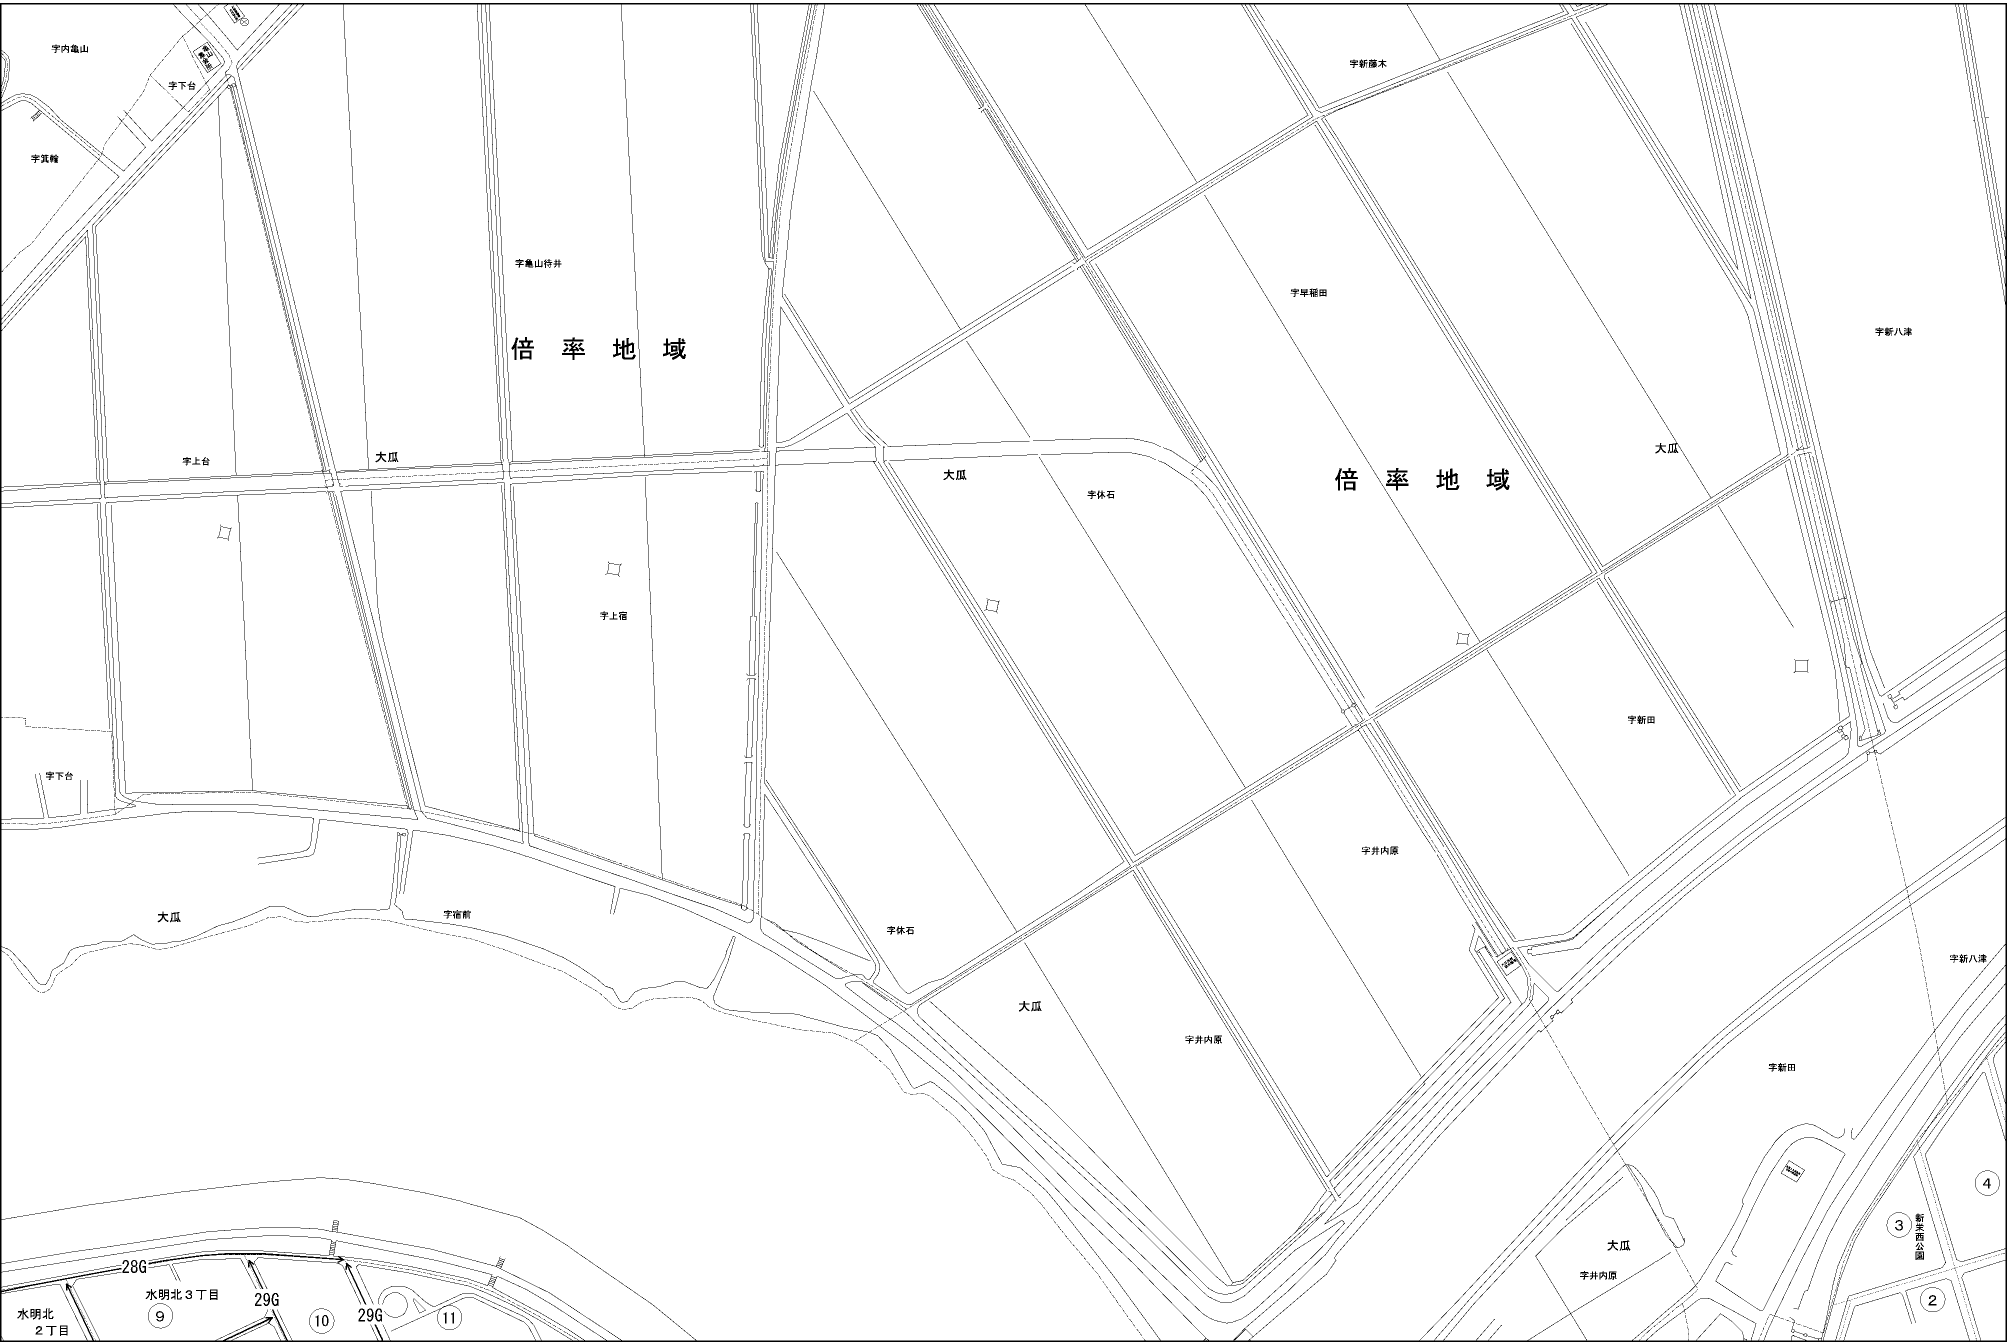 字内亀山
字下台
字新藤木
字箕輪
字亀山待井
字早稲田
字新八津
倍率地域
字上台
大瓜
大瓜
大瓜
倍率地域
字休石
字上宿
字新田
字下台
字井内原
大瓜
字宿前
字休石
字新八津
大瓜
字井内原
字新田
4
3
新栄西公園
大瓜
字井内原
28G
水明北3丁目
29G
29G
水明北
2丁目
9
10
11
2